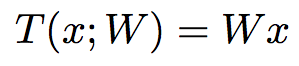 T(x; W) = Wx